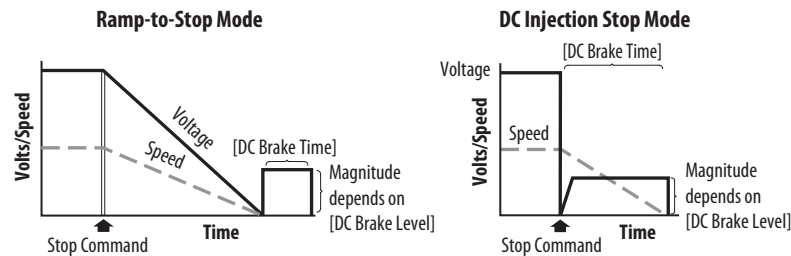 Ramp-to-Stop Mode
Volts/Speed
Voltage
Speed
[DC Brake Time]
Magnitude
depends on
[DC Brake Level]
Stop Command
Time
DC Injection Stop Mode
[DC Brake Time]
Voltage
Volts/Speed
Speed
Magnitude
depends on
[DC Brake Level]
Stop Command
Time